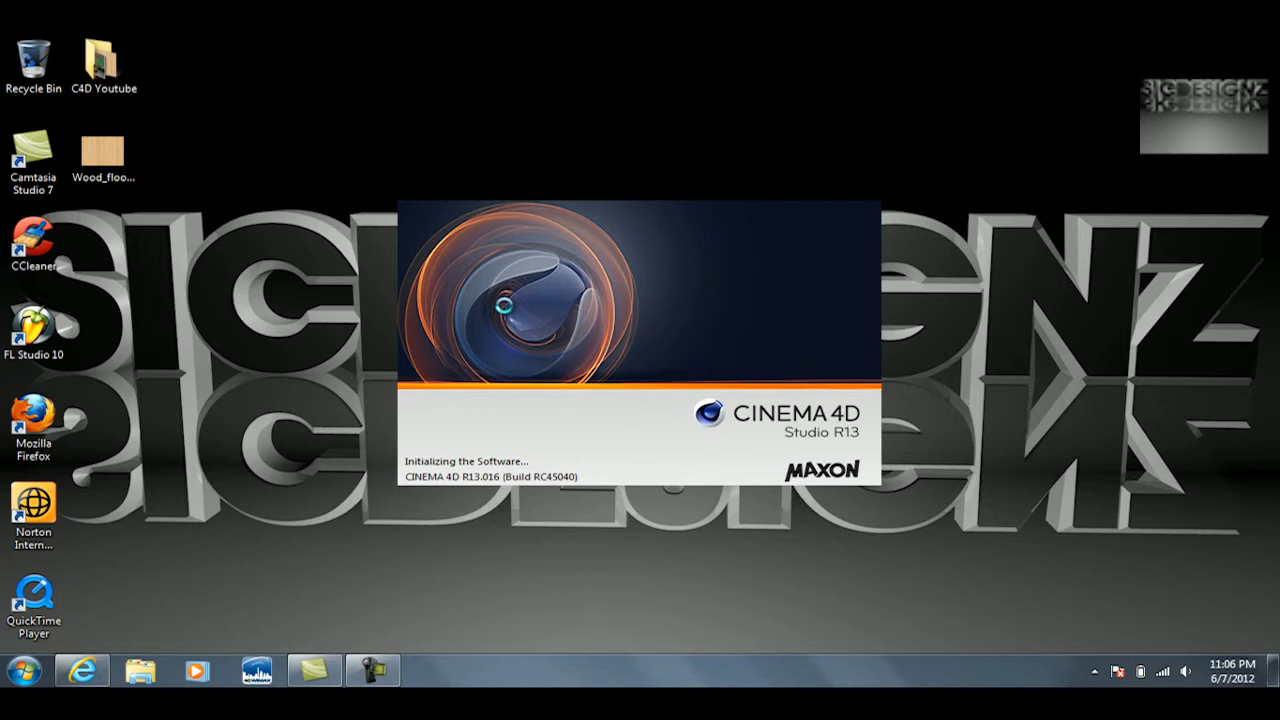 Recycle Bin
C4D Youtube
Camtasia
Studio 7
Wood_floo...
CCleaner
FL Studio 10
Mozilla
Firefox
Norton
Intern...
QuickTime
Player
SICDESIGNZ
CINEMA 4D
Studio R13
Initializing the Software...
CINEMA 4D R13.016 (Build RC45040)
MAXON
11:06 PM
6/7/2012